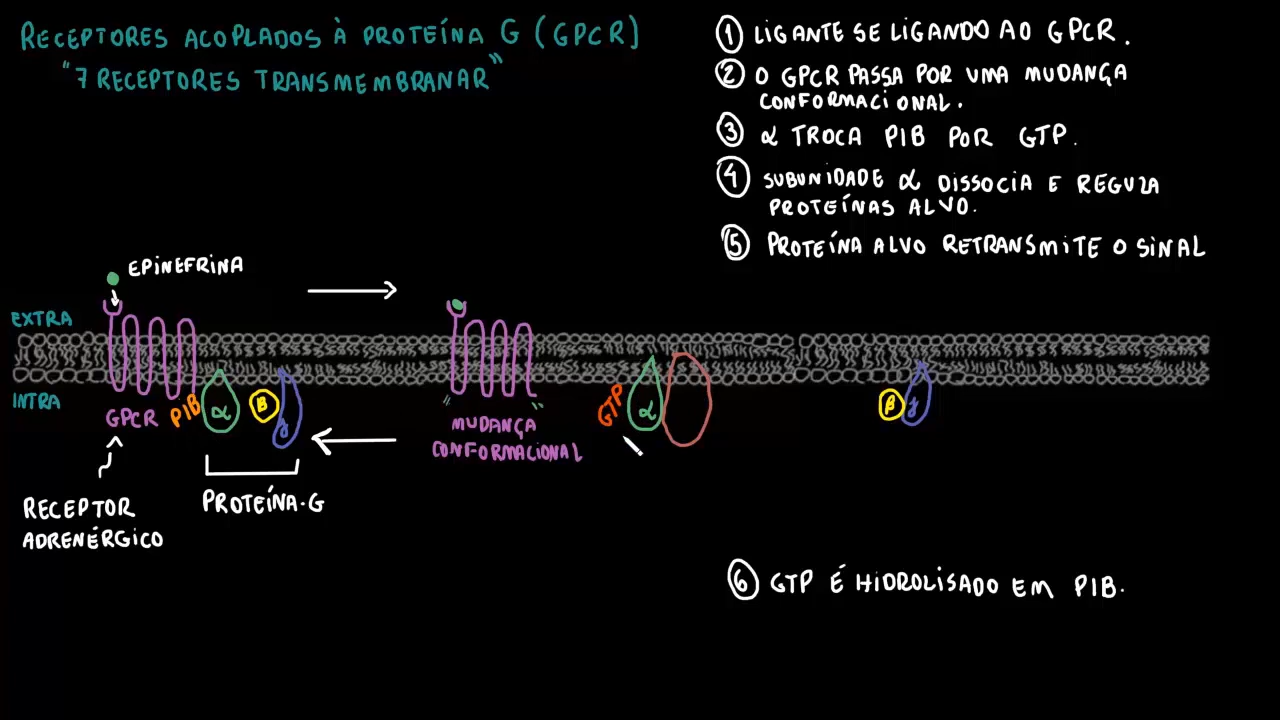 RECEPTORES ACOPLADOS À PROTEÍNA G (GPCR)
"7 RECEPTORES TRANSMEMBRANAR"
① LIGANTE SE LIGANDO AO GPCR.
② O GPCR PASSA POR UMA MUDANÇA
CONFORMACIONAL.
③ α TROCA PIB POR GTP.
④ SUBUNIDADE α DISSOCIA E REGUZA
PROTEÍNAS ALVO.
⑤ PROTEÍNA ALVO RETRANSMITE O SINAL
EPINEFRINA
EXTRA
INTRA
GPCR
PIB
α
β
γ
PROTEÍNA-G
RECEPTOR
ADRENÉRGICO
"MUDANÇA"
CONFORMACIONAL
GTP
α
β
γ
⑥ GTP É HIDROLISADO EM PIB.